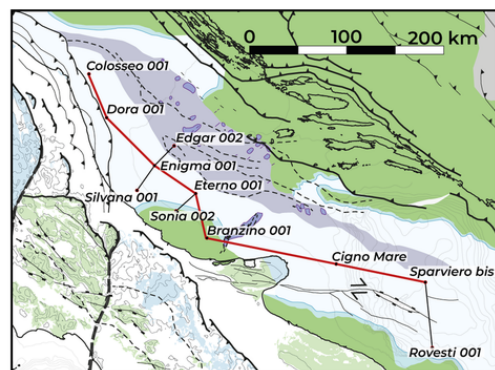 0 100 200 km
Colosseo 001
Dora 001
Edgar 002
Enigma 001
Silvana 001
Eterno 001
Sonia 002
Branzino 001
Cigno Mare
Sparviero bis
Rovesti 001